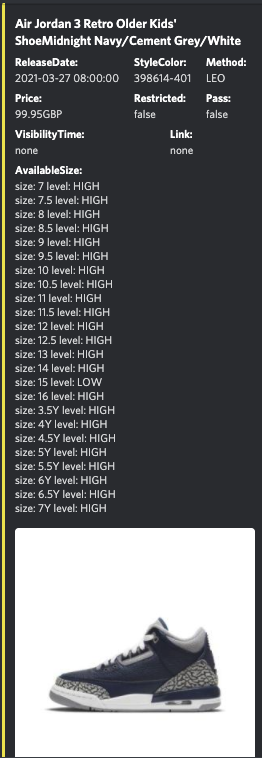 Air Jordan 3 Retro Older Kids'
ShoeMidnight Navy/Cement Grey/White
ReleaseDate: StyleColor: Method:
2021-03-27 08:00:00 398614-401 LEO
Price: Restricted: Pass:
99.95GBP false false
VisibilityTime: Link:
none none
AvailableSize:
size: 7 level: HIGH
size: 7.5 level: HIGH
size: 8 level: HIGH
size: 8.5 level: HIGH
size: 9 level: HIGH
size: 9.5 level: HIGH
size: 10 level: HIGH
size: 10.5 level: HIGH
size: 11 level: HIGH
size: 11.5 level: HIGH
size: 12 level: HIGH
size: 12.5 level: HIGH
size: 13 level: HIGH
size: 14 level: HIGH
size: 15 level: LOW
size: 16 level: HIGH
size: 3.5Y level: HIGH
size: 4Y level: HIGH
size: 4.5Y level: HIGH
size: 5Y level: HIGH
size: 5.5Y level: HIGH
size: 6Y level: HIGH
size: 6.5Y level: HIGH
size: 7Y level: HIGH